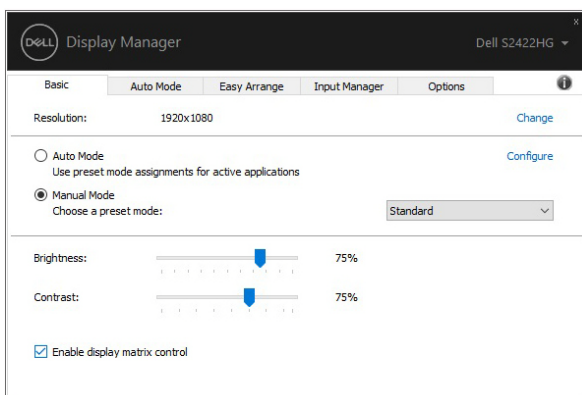 DELL Display Manager
x
Dell S2422HG
Basic Auto Mode Easy Arrange Input Manager Options i
Resolution: 1920x1080 Change
Auto Mode Configure
Use preset mode assignments for active applications
Manual Mode
Choose a preset mode: Standard
Brightness: 75%
Contrast: 75%
Enable display matrix control